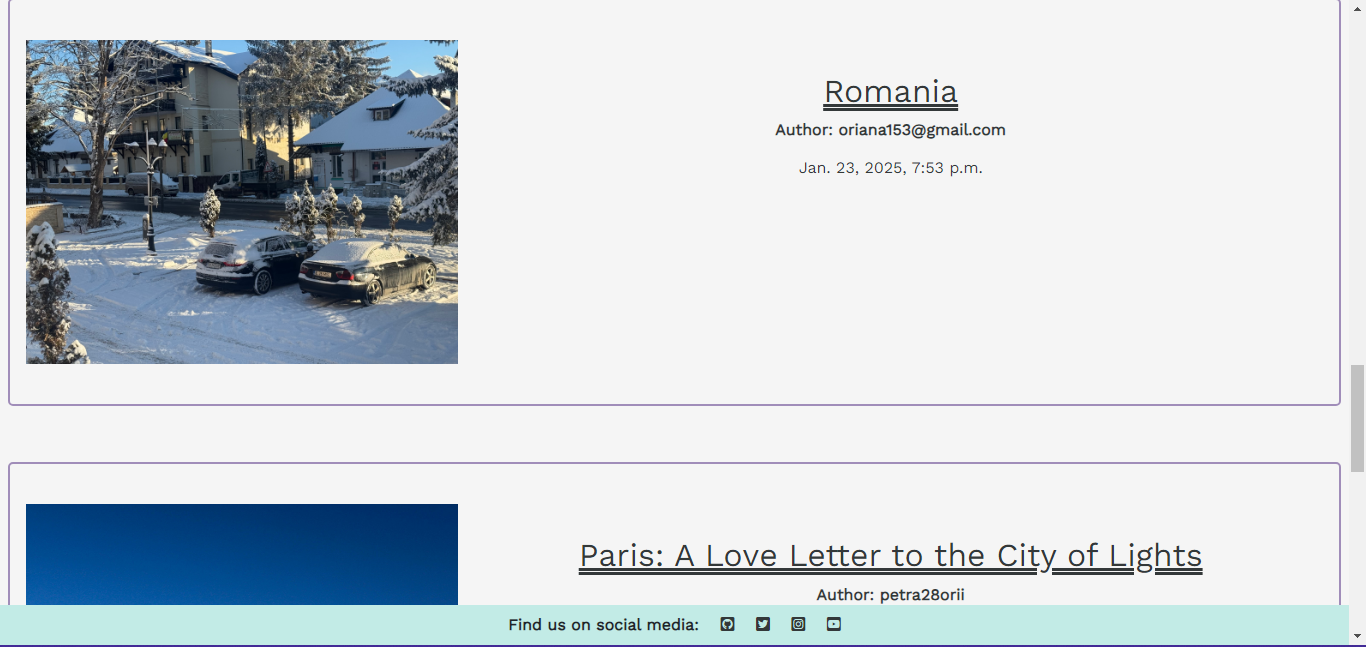 Romania
Author: oriana153@gmail.com
Jan. 23, 2025, 7:53 p.m.
Paris: A Love Letter to the City of Lights
Author: petra28orii
Find us on social media: